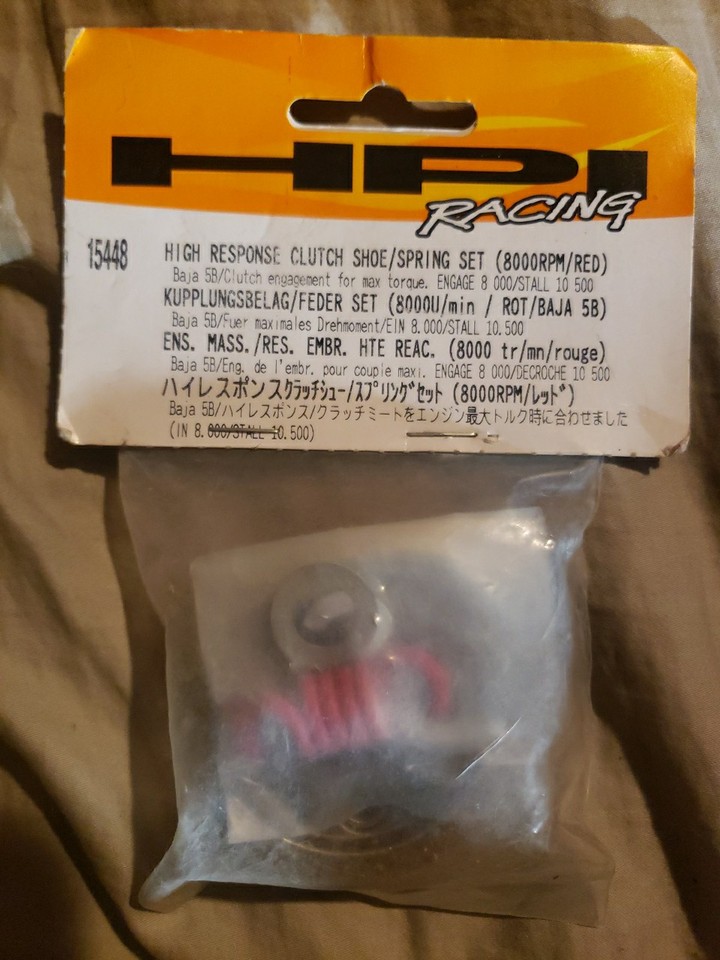 HPI
RACING
15448
HIGH RESPONSE CLUTCH SHOE/SPRING SET (8000RPM/RED)
Baja 5B/Clutch engagement for max torque. ENGAGE 8 000/STALL 10 500
KUPPLUNGSBELAG/FEDER SET (8000U/min / ROT/BAJA 5B)
Baja 5B/Fuer maximales Drehmoment/EIN 8.000/STALL 10.500
ENS. MASS./RES. EMBR. HTE REAC. (8000 tr/mn/rouge)
Baja 5B/Eng. de l'embr. pour couple maxi. ENGAGE 8 000/DECROCHE 10 500
ハイレスポンスクラッチシュー/スプリングセット (8000RPM/レッド)
Baja 5B/ハイレスポンス/クラッチミートをエンジン最大トルク時に合わせました
(IN 8.000/STALL 10.500)